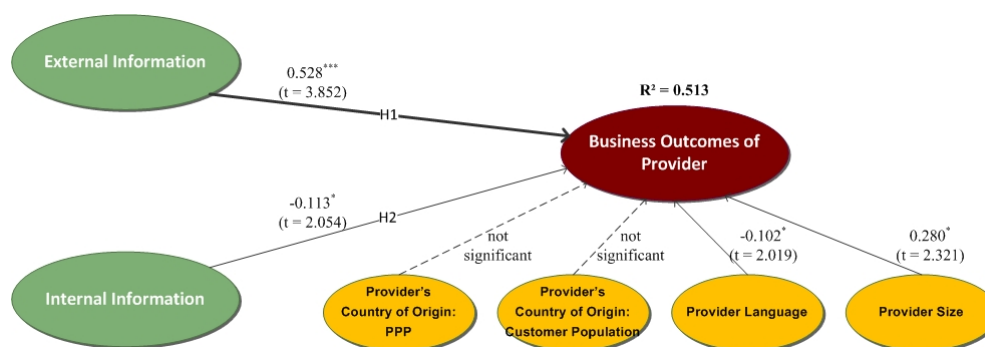 External Information
0.528***
(t = 3.852)
H1
R² = 0.513
Business Outcomes of
Provider
-0.113*
(t = 2.054)
H2
not
significant
not
significant
-0.102*
(t = 2.019)
0.280*
(t = 2.321)
Internal Information
Provider's
Country of Origin:
PPP
Provider's
Country of Origin:
Customer Population
Provider Language
Provider Size